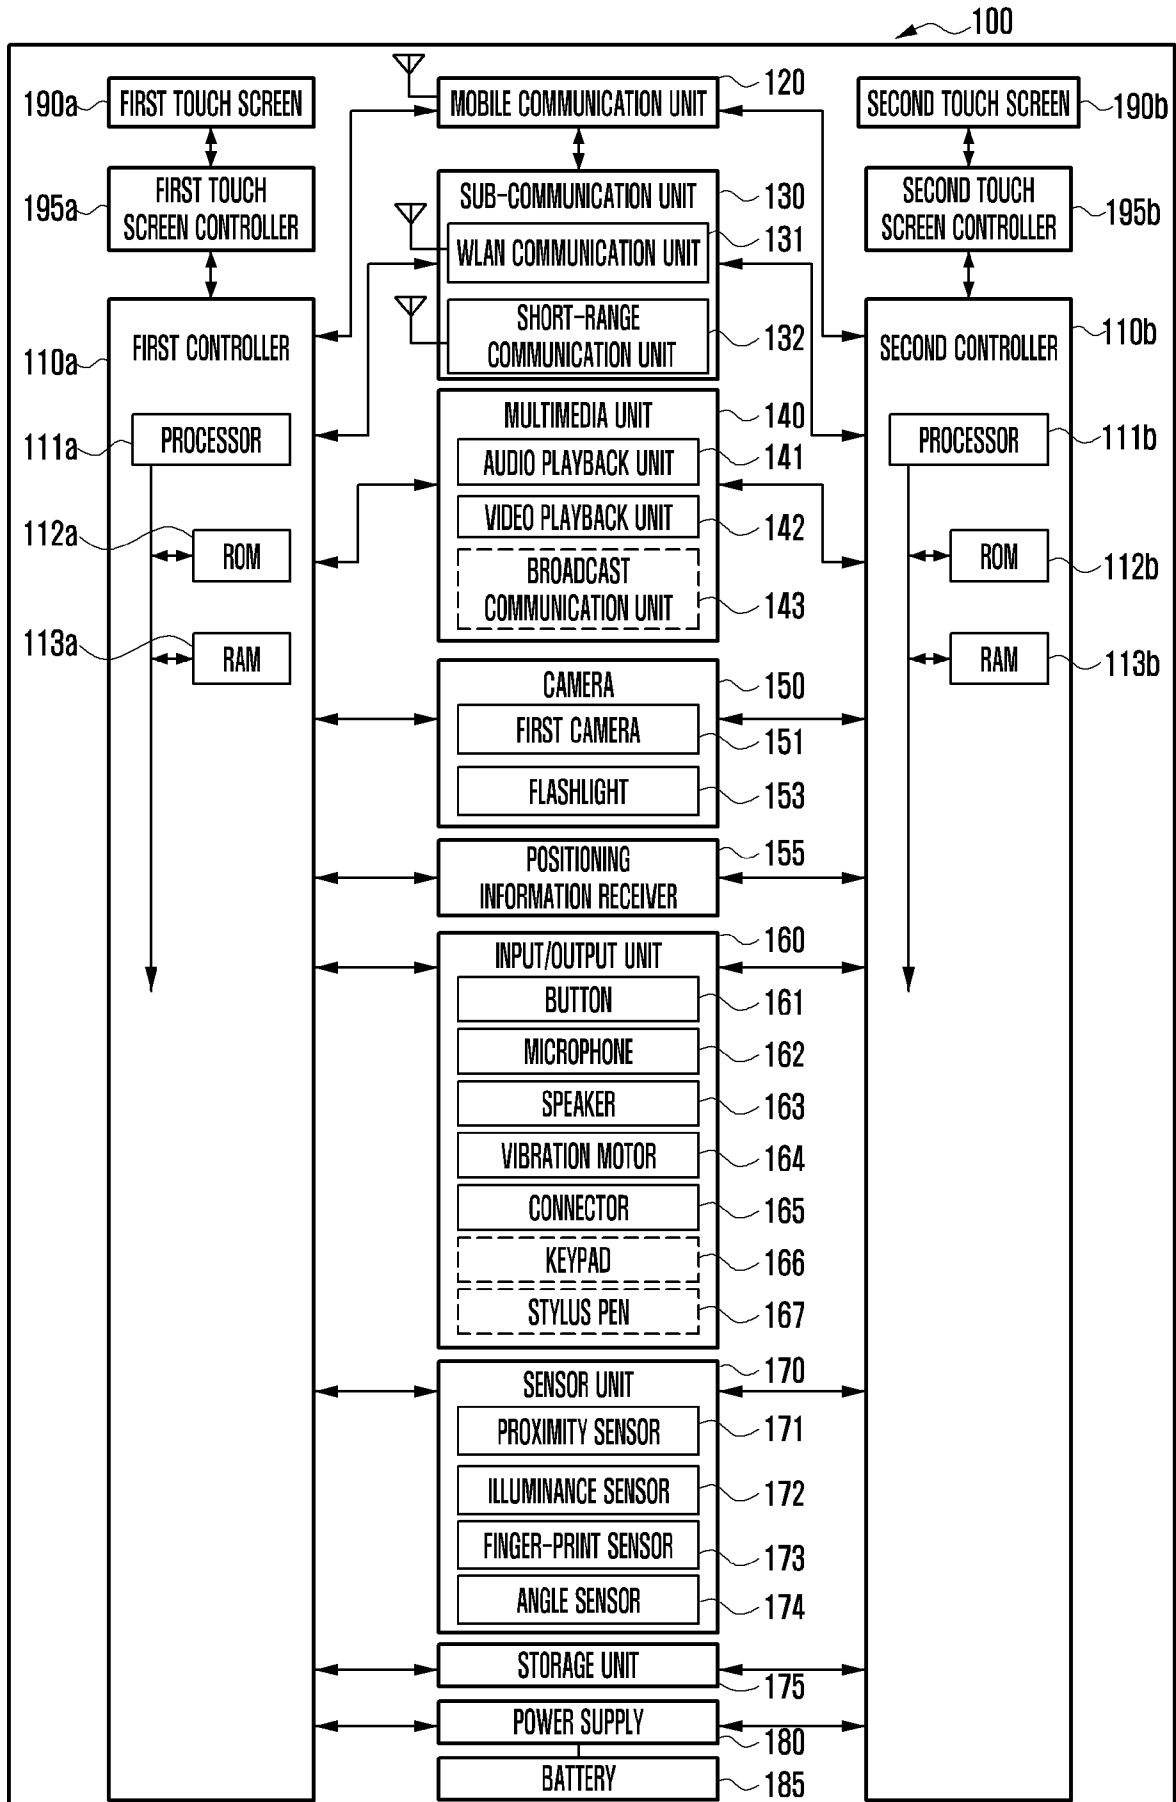 100
190a
FIRST TOUCH SCREEN
195a
FIRST TOUCH
SCREEN CONTROLLER
110a
FIRST CONTROLLER
111a
PROCESSOR
112a
ROM
113a
RAM
MOBILE COMMUNICATION UNIT
120
SUB-COMMUNICATION UNIT
130
WLAN COMMUNICATION UNIT
131
SHORT-RANGE
COMMUNICATION UNIT
132
MULTIMEDIA UNIT
140
AUDIO PLAYBACK UNIT
141
VIDEO PLAYBACK UNIT
142
BROADCAST
COMMUNICATION UNIT
143
CAMERA
150
FIRST CAMERA
151
FLASHLIGHT
153
POSITIONING
INFORMATION RECEIVER
155
INPUT/OUTPUT UNIT
160
BUTTON
161
MICROPHONE
162
SPEAKER
163
VIBRATION MOTOR
164
CONNECTOR
165
KEYPAD
166
STYLUS PEN
167
SENSOR UNIT
170
PROXIMITY SENSOR
171
ILLUMINANCE SENSOR
172
FINGER-PRINT SENSOR
173
ANGLE SENSOR
174
STORAGE UNIT
175
POWER SUPPLY
180
BATTERY
185
SECOND TOUCH SCREEN
190b
SECOND TOUCH
SCREEN CONTROLLER
195b
SECOND CONTROLLER
110b
PROCESSOR
111b
ROM
112b
RAM
113b